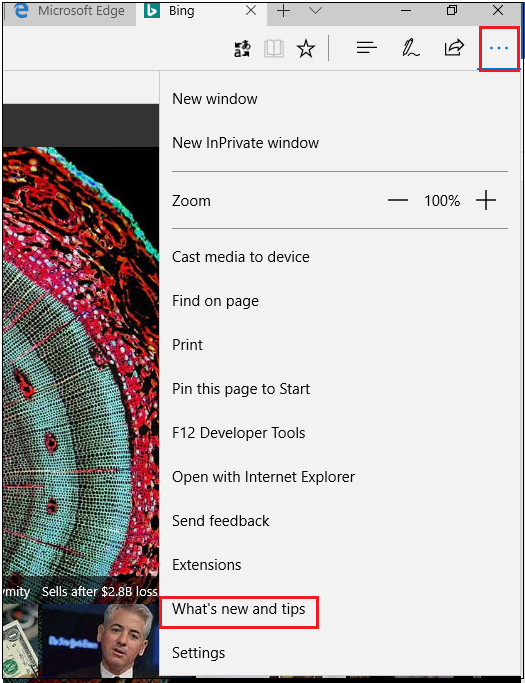 Microsoft Edge
Bing
New window
New InPrivate window
Zoom
100%
Cast media to device
Find on page
Print
Pin this page to Start
F12 Developer Tools
Open with Internet Explorer
Send feedback
Extensions
ymity
Sells after $2.8B loss
What's new and tips
Settings